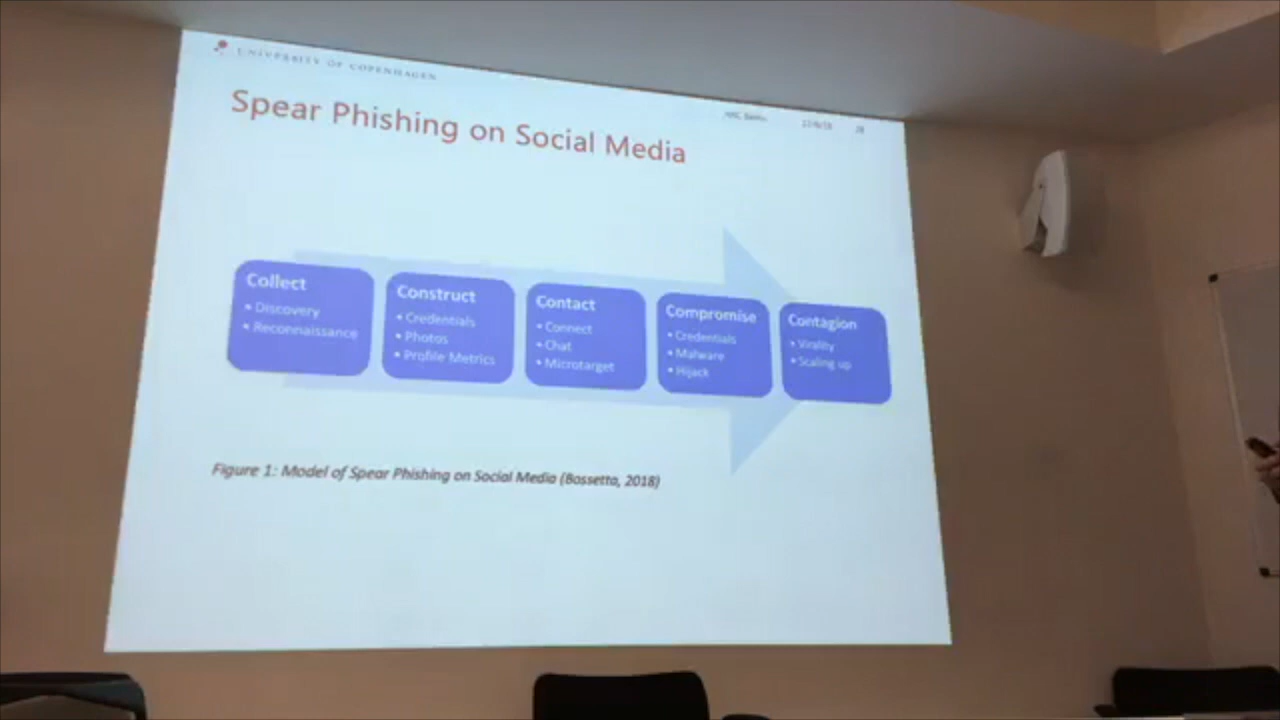 UNIVERSITY OF COPENHAGEN
Spear Phishing on Social Media
28
Collect
• Discovery
• Reconnaissance
Construct
• Credentials
• Photos
• Profile Metrics
Contact
• Connect
• Chat
• Microtarget
Compromise
• Credentials
• Malware
• Hijack
Contagion
• Virality
• Scaling up
Figure 1: Model of Spear Phishing on Social Media (Bossetta, 2018)